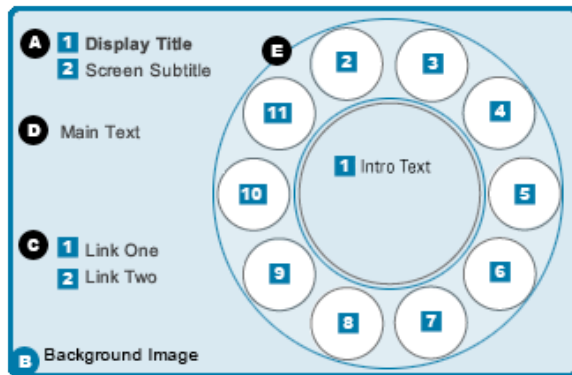 A 1 Display Title
2 Screen Subtitle
D Main Text
C 1 Link One
2 Link Two
B Background Image
E
2
3
4
5
6
7
8
9
10
11
1 Intro Text